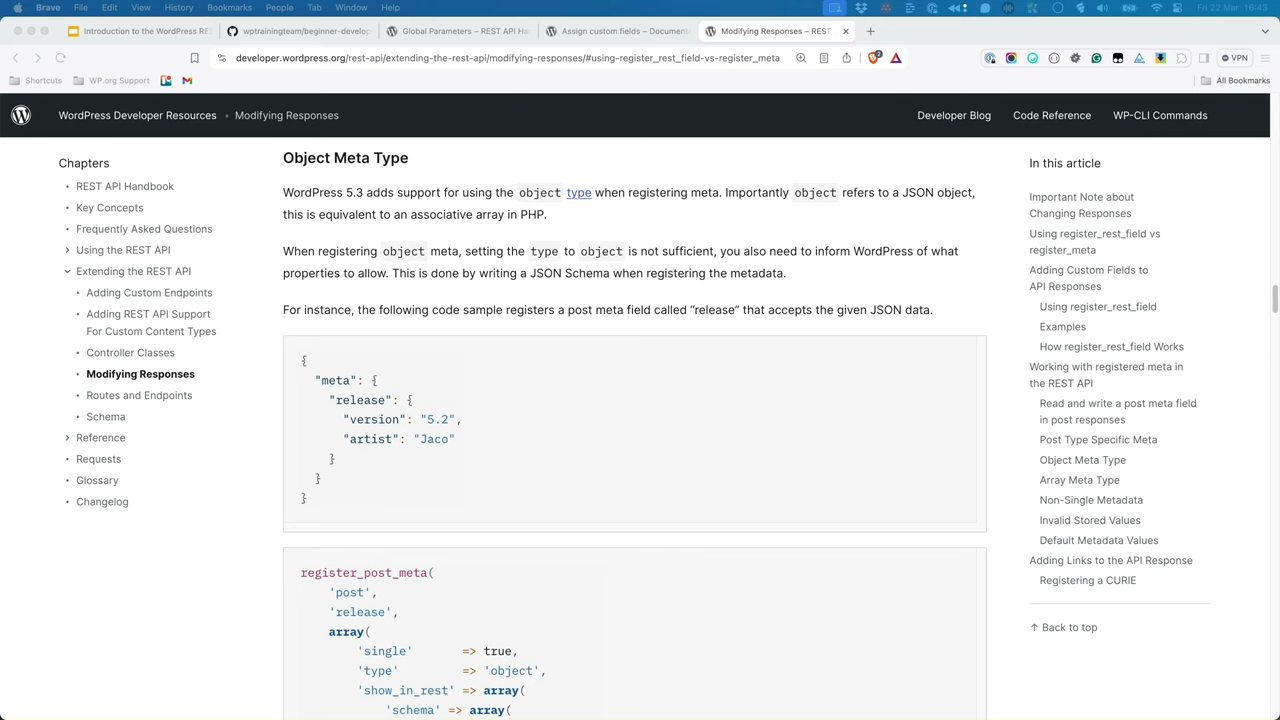 Brave File Edit View History Bookmarks People Tab Window Help
Fri 22 Mar 16:43
Introduction to the WordPress RES
wptrainingteam/beginner-develop
Global Parameters – REST API Ha
Assign custom fields – Document
Modifying Responses – REST
developer.wordpress.org/rest-api/extending-the-rest-api/modifying-responses/#using-register_rest_field-vs-register_meta
2
VPN
Shortcuts
WP.org Support
All Bookmarks
WordPress Developer Resources
Modifying Responses
Developer Blog
Code Reference
WP-CLI Commands
Chapters
REST API Handbook
Key Concepts
Frequently Asked Questions
Using the REST API
Extending the REST API
Adding Custom Endpoints
Adding REST API Support
For Custom Content Types
Controller Classes
Modifying Responses
Routes and Endpoints
Schema
Reference
Requests
Glossary
Changelog
Object Meta Type
WordPress 5.3 adds support for using the object type when registering meta. Importantly object refers to a JSON object,
this is equivalent to an associative array in PHP.
When registering object meta, setting the type to object is not sufficient, you also need to inform WordPress of what
properties to allow. This is done by writing a JSON Schema when registering the metadata.
For instance, the following code sample registers a post meta field called “release” that accepts the given JSON data.
{
"meta": {
"release": {
"version": "5.2",
"artist": "Jaco"
}
}
}
register_post_meta(
'post',
'release',
array(
'single' => true,
'type' => 'object',
'show_in_rest' => array(
'schema' => array(
In this article
Important Note about
Changing Responses
Using register_rest_field vs
register_meta
Adding Custom Fields to
API Responses
Using register_rest_field
Examples
How register_rest_field Works
Working with registered meta in
the REST API
Read and write a post meta field
in post responses
Post Type Specific Meta
Object Meta Type
Array Meta Type
Non-Single Metadata
Invalid Stored Values
Default Metadata Values
Adding Links to the API Response
Registering a CURIE
↑ Back to top